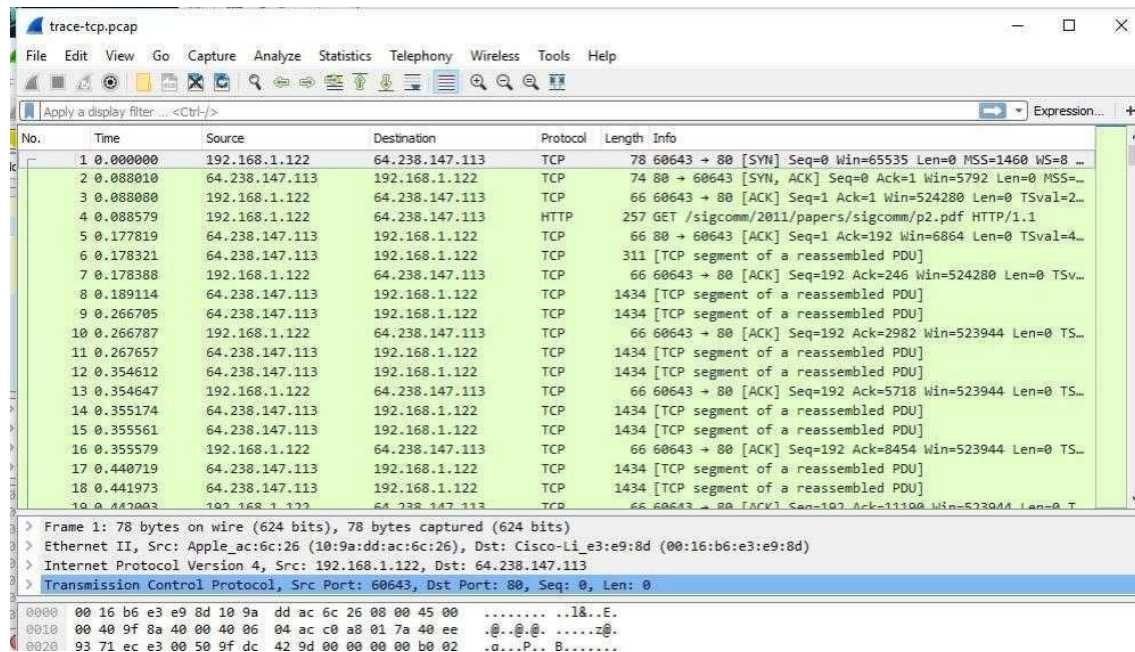 trace-tcp.pcap
File Edit View Go Capture Analyze Statistics Telephony Wireless Tools Help
Apply a display filter ... <Ctrl-/> Expression... +
No. Time Source Destination Protocol Length Info
1 0.000000 192.168.1.122 64.238.147.113 TCP 78 60643 → 80 [SYN] Seq=0 Win=65535 Len=0 MSS=1460 WS=8 …
2 0.088010 64.238.147.113 192.168.1.122 TCP 74 80 → 60643 [SYN, ACK] Seq=0 Ack=1 Win=5792 Len=0 MSS=…
3 0.088080 192.168.1.122 64.238.147.113 TCP 66 60643 → 80 [ACK] Seq=1 Ack=1 Win=524280 Len=0 TSval=2…
4 0.088579 192.168.1.122 64.238.147.113 HTTP 257 GET /sigcomm/2011/papers/sigcomm/p2.pdf HTTP/1.1
5 0.177819 64.238.147.113 192.168.1.122 TCP 66 80 → 60643 [ACK] Seq=1 Ack=192 Win=6864 Len=0 TSval=4…
6 0.178321 64.238.147.113 192.168.1.122 TCP 311 [TCP segment of a reassembled PDU]
7 0.178388 192.168.1.122 64.238.147.113 TCP 66 60643 → 80 [ACK] Seq=192 Ack=246 Win=524280 Len=0 TSv…
8 0.189114 64.238.147.113 192.168.1.122 TCP 1434 [TCP segment of a reassembled PDU]
9 0.266705 64.238.147.113 192.168.1.122 TCP 1434 [TCP segment of a reassembled PDU]
10 0.266787 192.168.1.122 64.238.147.113 TCP 66 60643 → 80 [ACK] Seq=192 Ack=2982 Win=523944 Len=0 TS…
11 0.267657 64.238.147.113 192.168.1.122 TCP 1434 [TCP segment of a reassembled PDU]
12 0.354612 64.238.147.113 192.168.1.122 TCP 1434 [TCP segment of a reassembled PDU]
13 0.354647 192.168.1.122 64.238.147.113 TCP 66 60643 → 80 [ACK] Seq=192 Ack=5718 Win=523944 Len=0 TS…
14 0.355174 64.238.147.113 192.168.1.122 TCP 1434 [TCP segment of a reassembled PDU]
15 0.355561 64.238.147.113 192.168.1.122 TCP 1434 [TCP segment of a reassembled PDU]
16 0.355579 192.168.1.122 64.238.147.113 TCP 66 60643 → 80 [ACK] Seq=192 Ack=8454 Win=523944 Len=0 TS…
17 0.440719 64.238.147.113 192.168.1.122 TCP 1434 [TCP segment of a reassembled PDU]
18 0.441973 64.238.147.113 192.168.1.122 TCP 1434 [TCP segment of a reassembled PDU]
19 0.442003 192.168.1.122 64.238.147.113 TCP 66 60643 → 80 [ACK] Seq=192 Ack=11190 Win=523944 Len=0 T
> Frame 1: 78 bytes on wire (624 bits), 78 bytes captured (624 bits)
> Ethernet II, Src: Apple_ac:6c:26 (10:9a:dd:ac:6c:26), Dst: Cisco-Li_e3:e9:8d (00:16:b6:e3:e9:8d)
> Internet Protocol Version 4, Src: 192.168.1.122, Dst: 64.238.147.113
> Transmission Control Protocol, Src Port: 60643, Dst Port: 80, Seq: 0, Len: 0
0000 00 16 b6 e3 e9 8d 10 9a dd ac 6c 26 08 00 45 00 ........ ..l&..E.
0010 00 40 9f 8a 40 00 40 06 04 ac c0 a8 01 7a 40 ee .@..@.@. .....z@.
0020 93 71 ec e3 00 50 9f dc 42 9d 00 00 00 00 b0 02 .q...P.. B.......